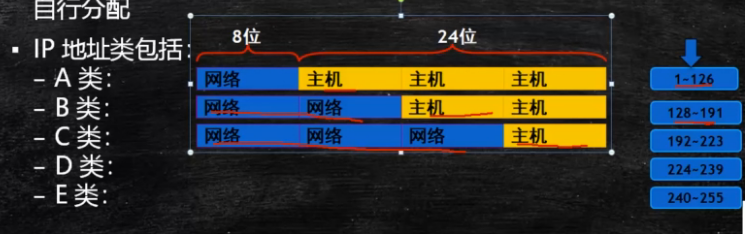 自行分配
▪ IP 地址类包括：
8位 24位
– A 类： 网络 主机 主机 主机 1~126
– B 类： 网络 网络 主机 主机 128~191
– C 类： 网络 网络 网络 主机 192~223
– D 类： 224~239
– E 类： 240~255